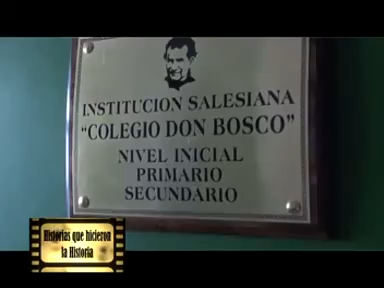 INSTITUCION SALESIANA
"COLEGIO DON BOSCO"
NIVEL INICIAL
PRIMARIO
SECUNDARIO
Historias que hicieron
la Historia